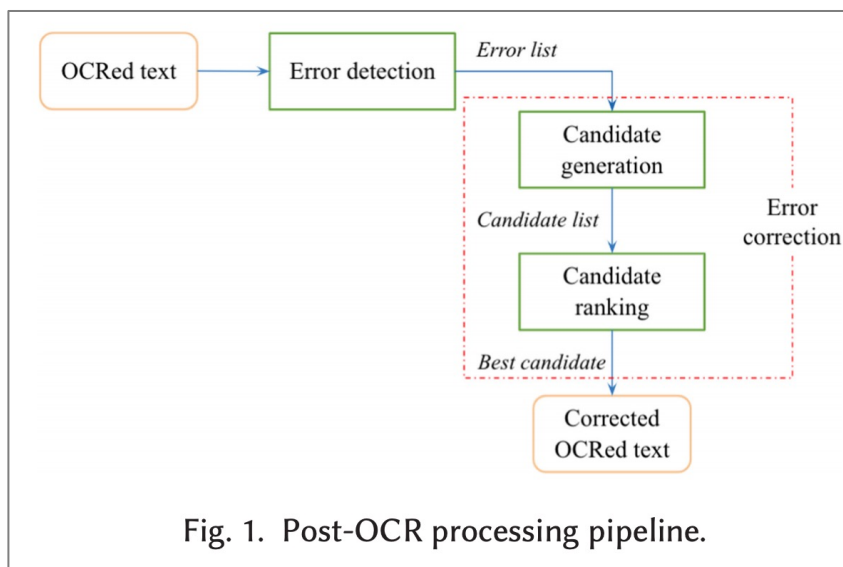 OCRed text
Error detection
Error list
Candidate
generation
Candidate list
Error
correction
Candidate
ranking
Best candidate
Corrected
OCRed text
Fig. 1. Post-OCR processing pipeline.